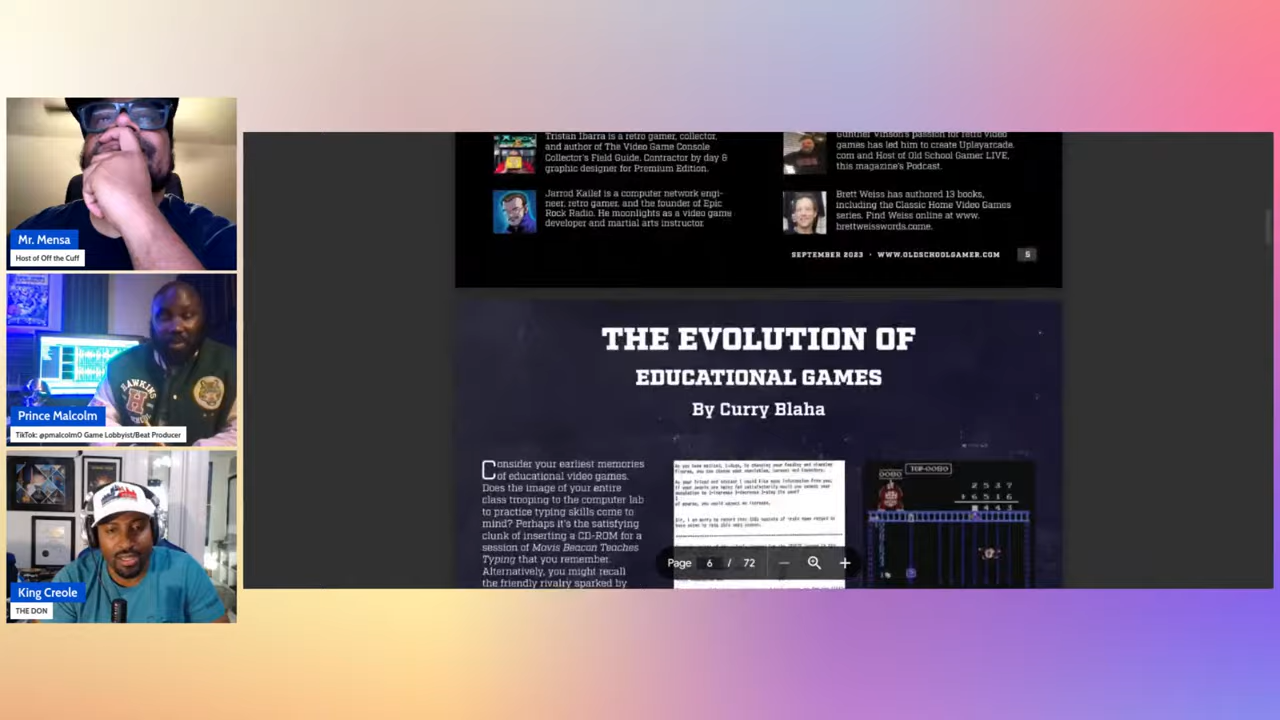 Mr. Mensa
Host of Off the Cuff
HAWKINS
H
Prince Malcolm
TikTok: @pmalcolm0 Game Lobbyist/Beat Producer
King Creole
THE DON
Tristan Ibarra is a retro gamer, collector,
and author of The Video Game Console
Collector's Field Guide. Contractor by day &
graphic designer for Premium Edition.
Jarrod Kailef is a computer network engi-
neer, retro gamer, and the founder of Epic
Rock Radio. He moonlights as a video game
developer and martial arts instructor.
Gunther Vinson's passion for retro video
games has led him to create Uplayarcade.
com and Host of Old School Gamer LIVE,
this magazine's Podcast.
Brett Weiss has authored 13 books,
including the Classic Home Video Games
series. Find Weiss online at www.
brettweisswords.come.
SEPTEMBER 2023 • WWW.OLDSCHOOLGAMER.COM 5
THE EVOLUTION OF
EDUCATIONAL GAMES
By Curry Blaha
Consider your earliest memories
of educational video games.
Does the image of your entire
class trooping to the computer lab
to practice typing skills come to
mind? Perhaps it's the satisfying
clunk of inserting a CD-ROM for a
session of Mavis Beacon Teaches
Typing that you remember.
Alternatively, you might recall
the friendly rivalry sparked by
TOP-0080
2537
6516
443
Page 6 / 72